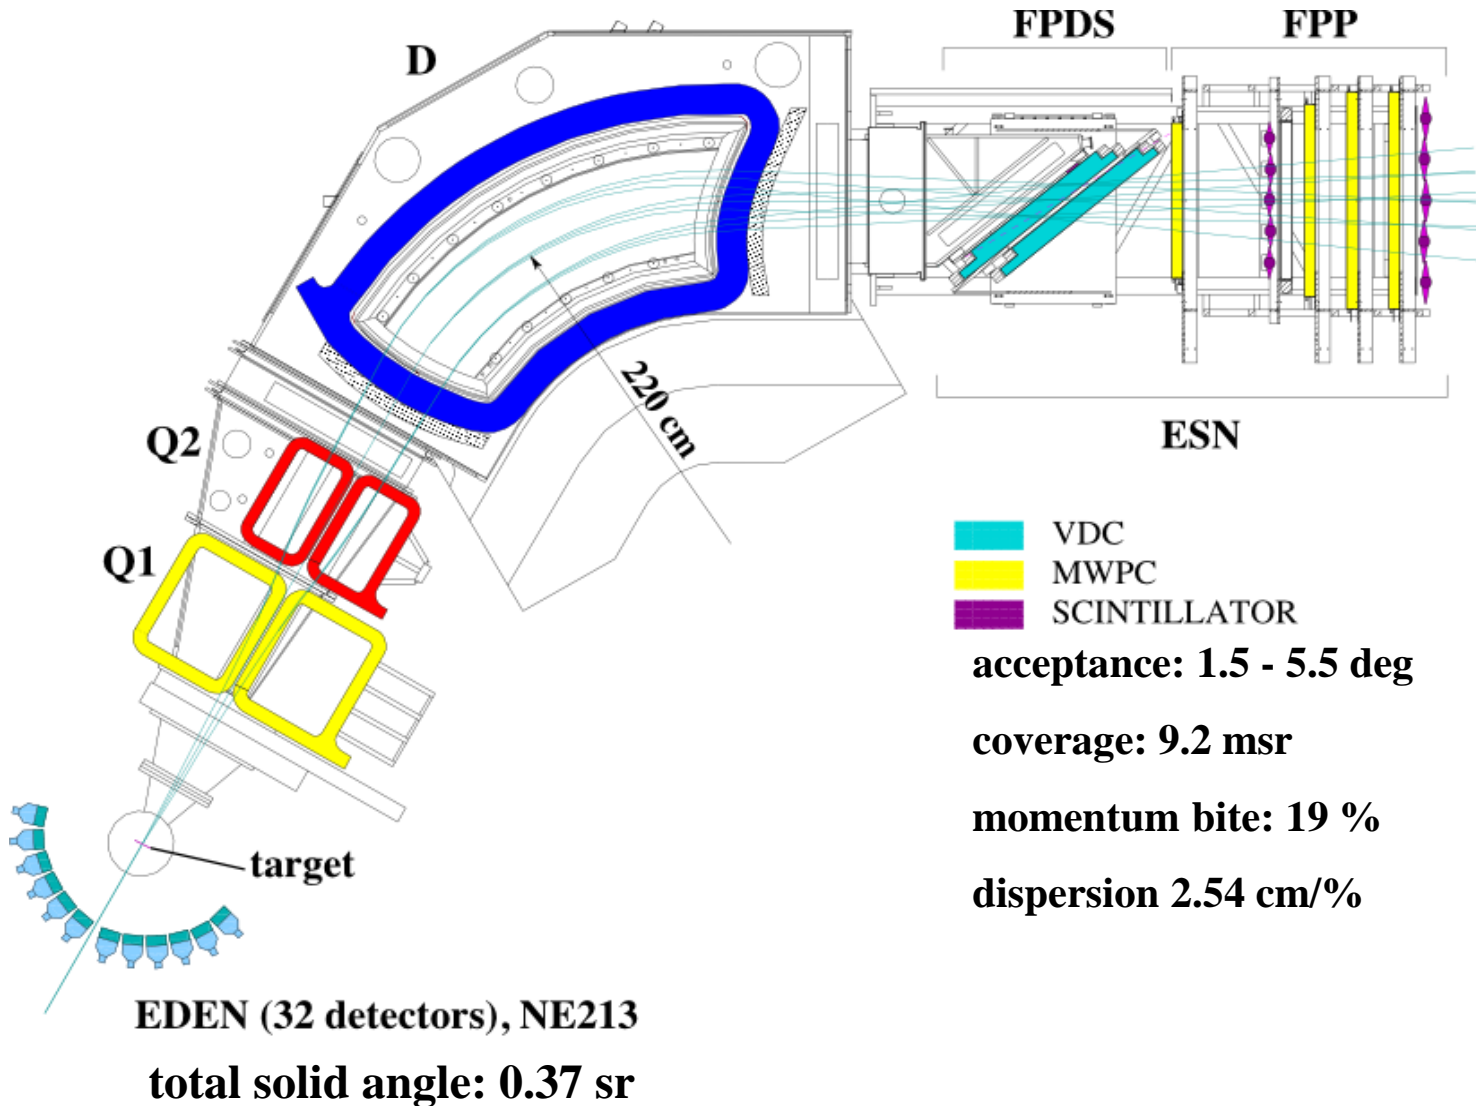 FPDS
FPP
D
220 cm
Q2
ESN
Q1
VDC
MWPC
SCINTILLATOR
acceptance: 1.5 - 5.5 deg
coverage: 9.2 msr
momentum bite: 19 %
dispersion 2.54 cm/%
target
EDEN (32 detectors), NE213
total solid angle: 0.37 sr